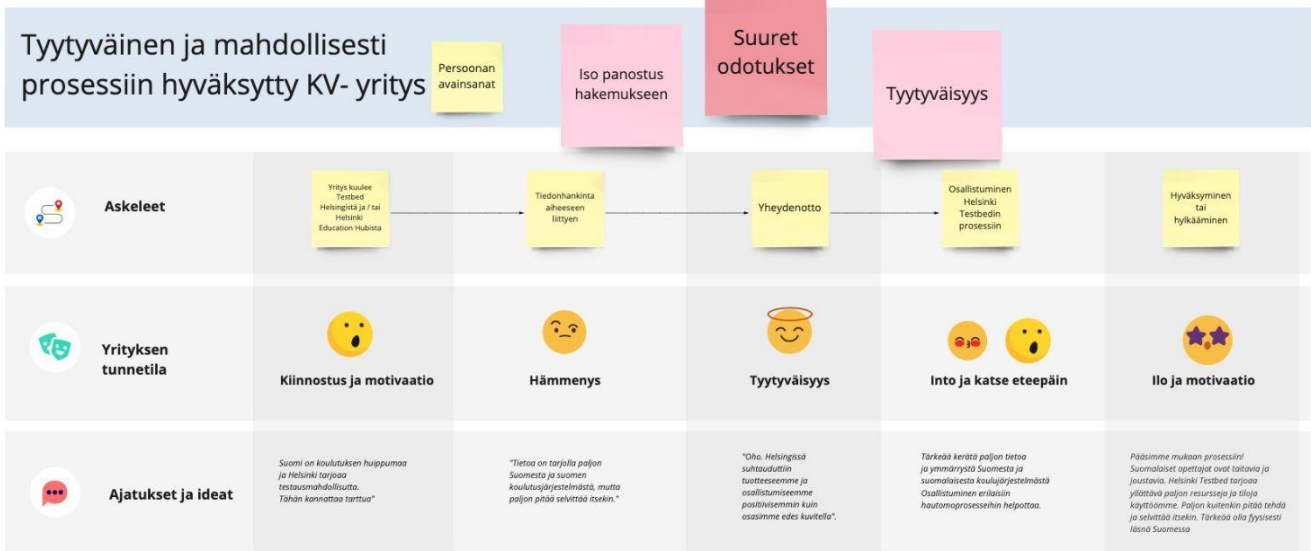 Tyytyväinen ja mahdollisesti
prosessiin hyväksytty KV- yritys
Persoonan
avainsanat
Iso panostus
hakemukseen
Suuret
odotukset
Tyytyväisyys
Askeleet
Yritys kuulee
Testbed
Helsingistä ja / tai
Helsinki
Education Hubista
Tiedonhankinta
aiheeseen
liittyen
Yheydenotto
Osallistuminen
Helsinki
Testbedin
prosessiin
Hyväksyminen
tai
hylkääminen
Yrityksen
tunnetila
Kiinnostus ja motivaatio
Hämmenys
Tyytyväisyys
Into ja katse eteepäin
Ilo ja motivaatio
Ajatukset ja ideat
Suomi on koulutuksen huippumaa
ja Helsinki tarjoaa
testausmahdollisutta.
Tähän kannattaa tarttua"
"Tietoa on tarjolla paljon
Suomesta ja suomen
koulutusjärjestelmästä, mutta
paljon pitää selvittää itsekin."
"Oho. Helsingissä
suhtauduttiin
tuotteeseemme ja
osallistumiseemme
positiivisemmin kuin
osasimme edes kuvitella".
Tärkeää kerätä paljon tietoa
ja ymmärrystä Suomesta ja
suomalaisesta koulujärjestelmästä
Osallistuminen erilaisiin
hautomoprosesseihin helpottaa.
Pääsimme mukaan prosessiin!
Suomalaiset opettajat ovat taitavia ja
joustavia. Helsinki Testbed tarjoaa
yllättävä paljon resursseja ja tiloja
käyttöömme. Paljon kuitenkin pitää tehdä
ja selvittää itsekin. Tärkeää olla fyysisesti
läsnä Suomessa